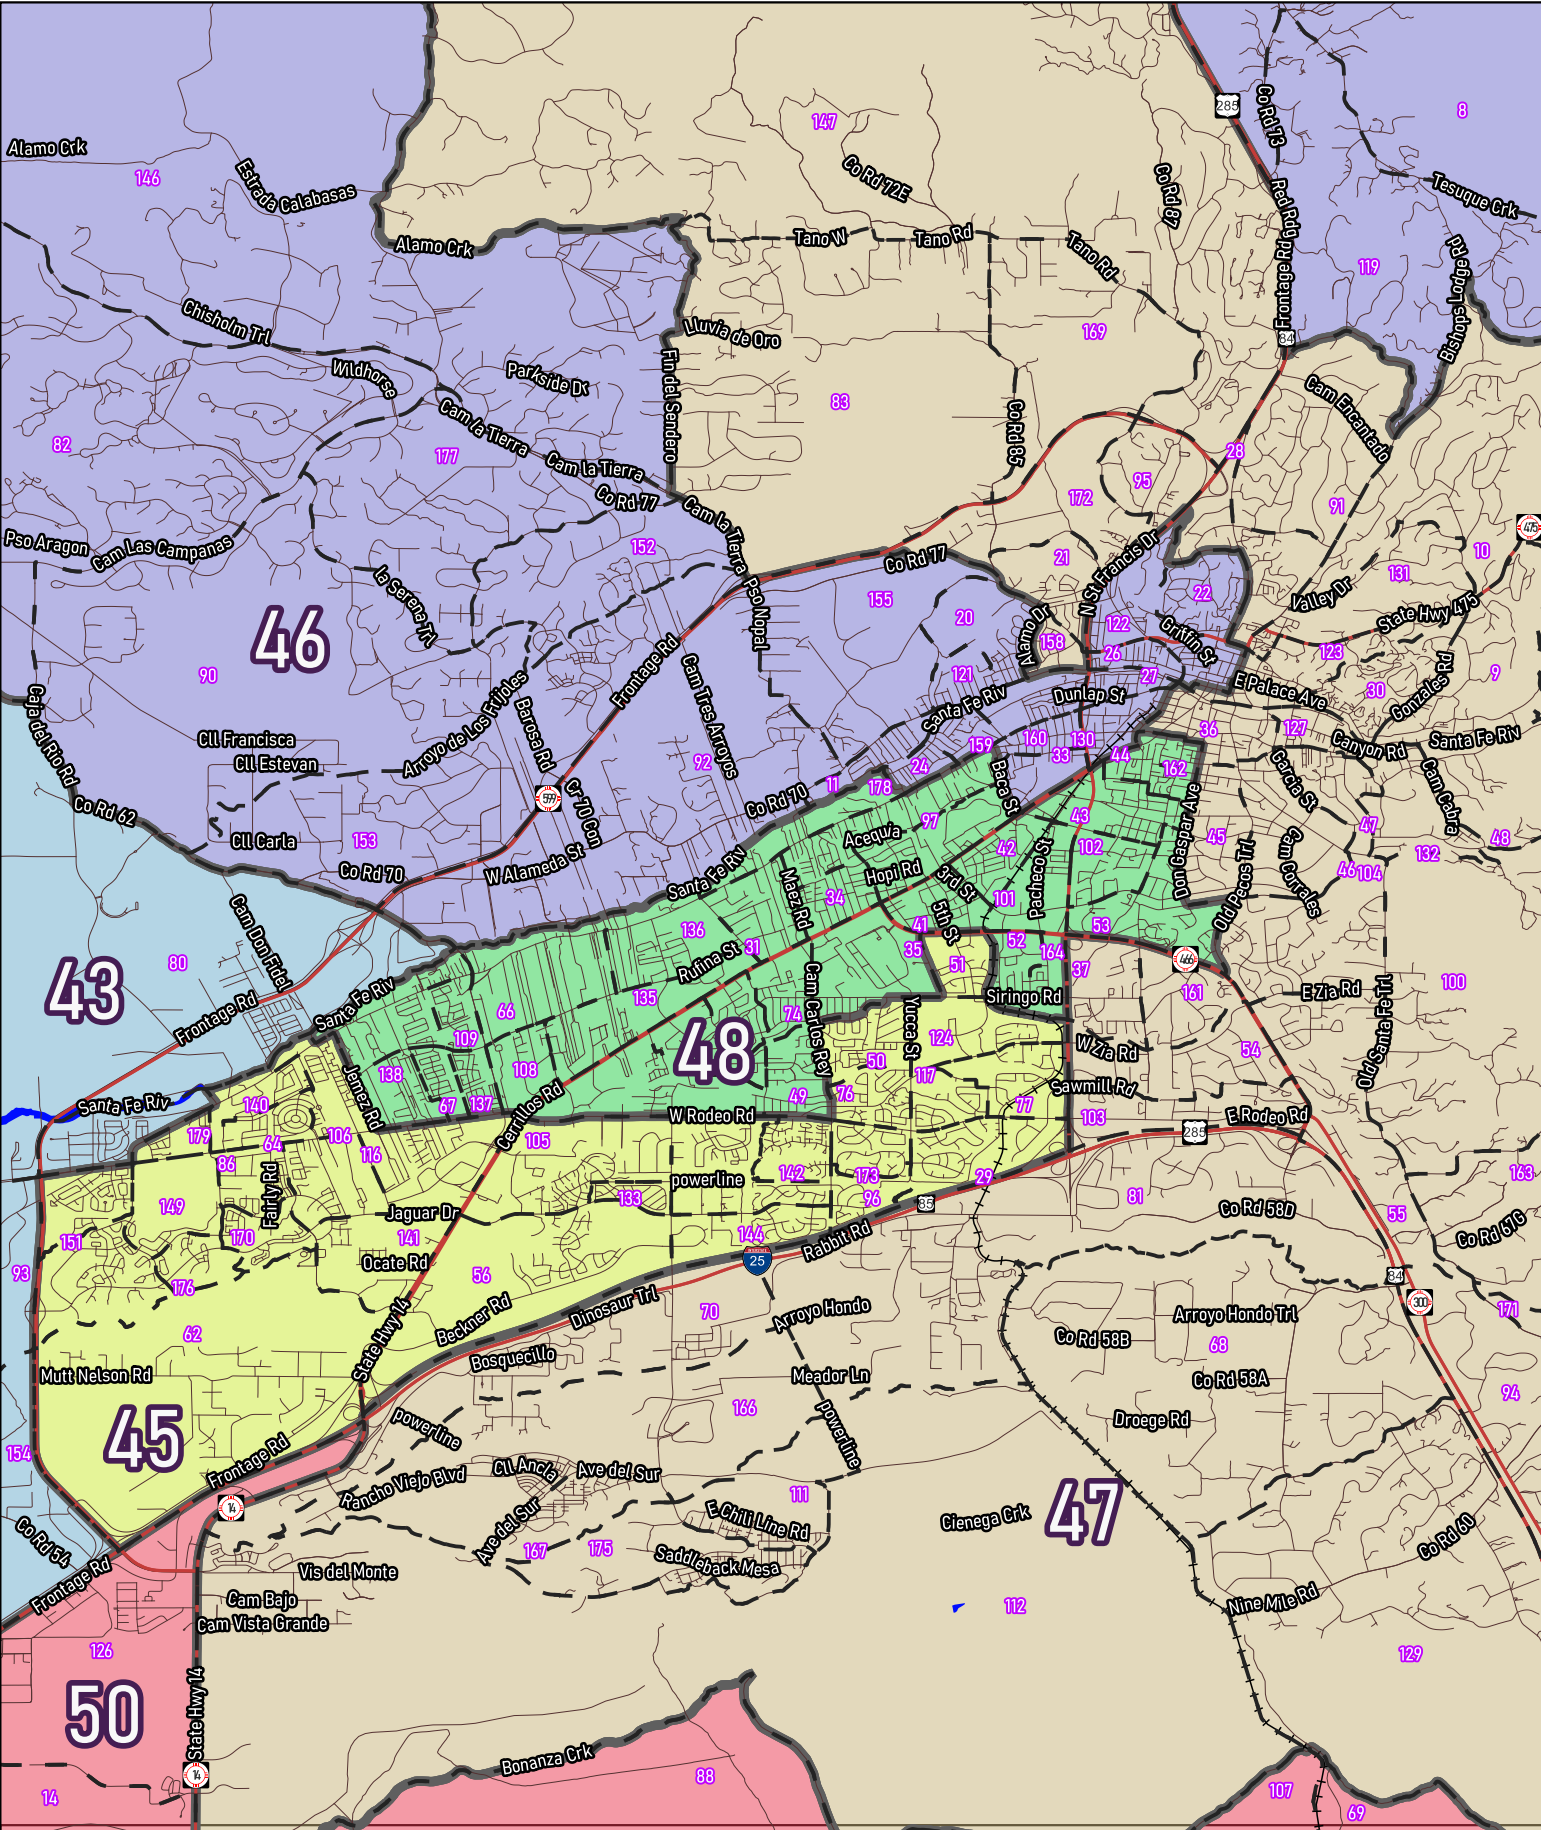 285
Co Rd 73
8
147
Alamo Crk
146
Estrada Calabasas
Co Rd 72E
Co Rd 87
Red Rdg
Tesuque Crk
Alamo Crk
Tano W
Tano Rd
Tano Rd
Frontage Rd
119
Bishops Lodge Rd
Chisholm Trl
Lluvia de Oro
169
84
Wildhorse
Parkside Dr
Fin del Sendero
83
Cam Encantado
82
177
Cam la Tierra
Cam la Tierra
Co Rd 77
Co Rd 85
28
95
172
91
Cam la Tierra
475
Pso Aragon
Cam Las Campanas
152
Co Rd 77
21
N St Francis Dr
10
131
la Serena Trl
Pso Nopal
155
20
22
Valley Dr
State Hwy 475
46
Alamo Dr
158
122
Griffin St
26
123
90
Frontage Rd
Cam Tres Arroyos
121
27
30
Gonzales Rd
9
Caja del Rio Rd
Arroyo de Los Frijoles
Barosa Rd
Santa Fe Riv
Dunlap St
E Palace Ave
Cll Francisca
Cll Estevan
159
160
130
33
44
36
127
Canyon Rd
Santa Fe Riv
92
24
162
Garcia St
Cam Cabra
599
Cr 70 Con
Co Rd 70
11
178
Baca St
Co Rd 62
97
43
Don Gaspar Ave
45
47
48
Cll Carla
153
W Alameda St
Acequia
42
Pacheco St
102
Cam Corrales
132
Co Rd 70
Santa Fe Riv
Maez Rd
Hopi Rd
3rd St
46
104
Old Pecos Trl
34
101
Cam Don Fidel
136
31
41
5th St
53
43
80
Rufina St
35
51
52
164
37
466
Frontage Rd
Santa Fe Riv
66
135
Cam Carlos Rey
Siringo Rd
161
E Zia Rd
100
74
Yucca St
109
48
124
W Zia Rd
54
Old Santa Fe Trl
Jemez Rd
138
108
50
117
Sawmill Rd
Santa Fe Riv
140
67
137
Cerrillos Rd
49
76
77
103
E Rodeo Rd
179
106
W Rodeo Rd
285
64
116
105
86
Fairly Rd
powerline
142
173
29
163
149
133
96
85
81
55
Jaguar Dr
Co Rd 58D
Co Rd 61G
151
170
141
144
Rabbit Rd
93
Ocate Rd
56
25
84
176
State Hwy 14
Beckner Rd
Dinosaur Trl
70
Arroyo Hondo
Arroyo Hondo Trl
300
171
62
Bosquecillo
Co Rd 58B
68
Mutt Nelson Rd
Meador Ln
Co Rd 58A
94
45
powerline
166
powerline
Droege Rd
154
Frontage Rd
Rancho Viejo Blvd
Cll Ancla
Ave del Sur
111
47
14
Ave del Sur
E Chili Line Rd
Cienega Crk
Co Rd 54
167
175
Co Rd 60
Frontage Rd
Vis del Monte
Saddleback Mesa
Cam Bajo
Nine Mile Rd
Cam Vista Grande
112
126
129
50
State Hwy 14
Bonanza Crk
14
88
14
107
69